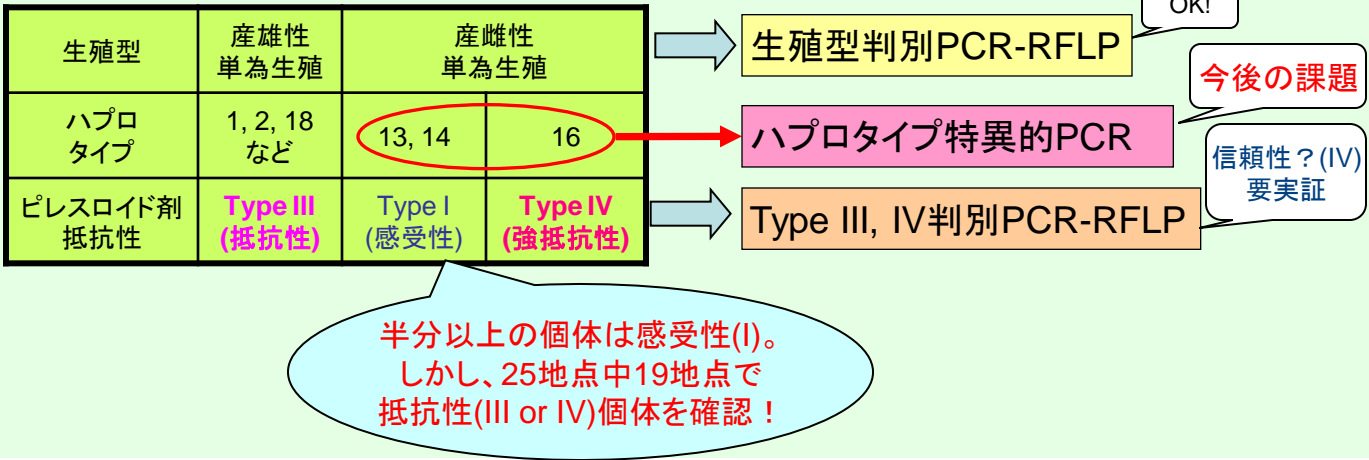 OK!
生殖型
産雄性
単為生殖
産雌性
単為生殖
生殖型判別PCR-RFLP
今後の課題
ハプロ
タイプ
1, 2, 18
など
13, 14
16
ハプロタイプ特異的PCR
信頼性？(IV)
要実証
ピレスロイド剤
抵抗性
Type III
(抵抗性)
Type I
(感受性)
Type IV
(強抵抗性)
Type III, IV判別PCR-RFLP
半分以上の個体は感受性(I)。
しかし、25地点中19地点で
抵抗性(III or IV)個体を確認！